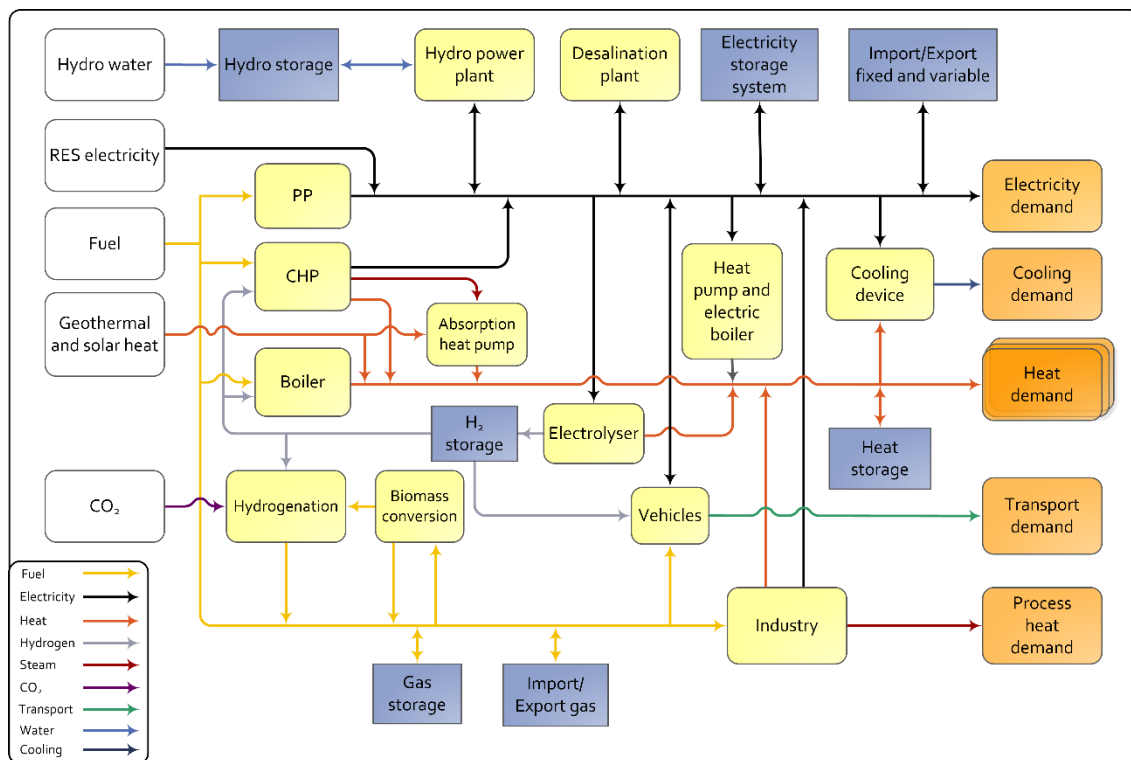 Hydro water
Hydro storage
Hydro power
plant
Desalination
plant
Electricity
storage
system
Import/Export
fixed and variable
RES electricity
PP
Electricity
demand
Fuel
CHP
Heat
pump and
electric
boiler
Cooling
device
Cooling
demand
Geothermal
and solar heat
Absorption
heat pump
Boiler
Heat
demand
H₂
storage
Electrolyser
Heat
storage
CO₂
Hydrogenation
Biomass
conversion
Vehicles
Transport
demand
Fuel
Electricity
Heat
Hydrogen
Steam
CO₂
Transport
Water
Cooling
Industry
Process
heat
demand
Gas
storage
Import/
Export gas